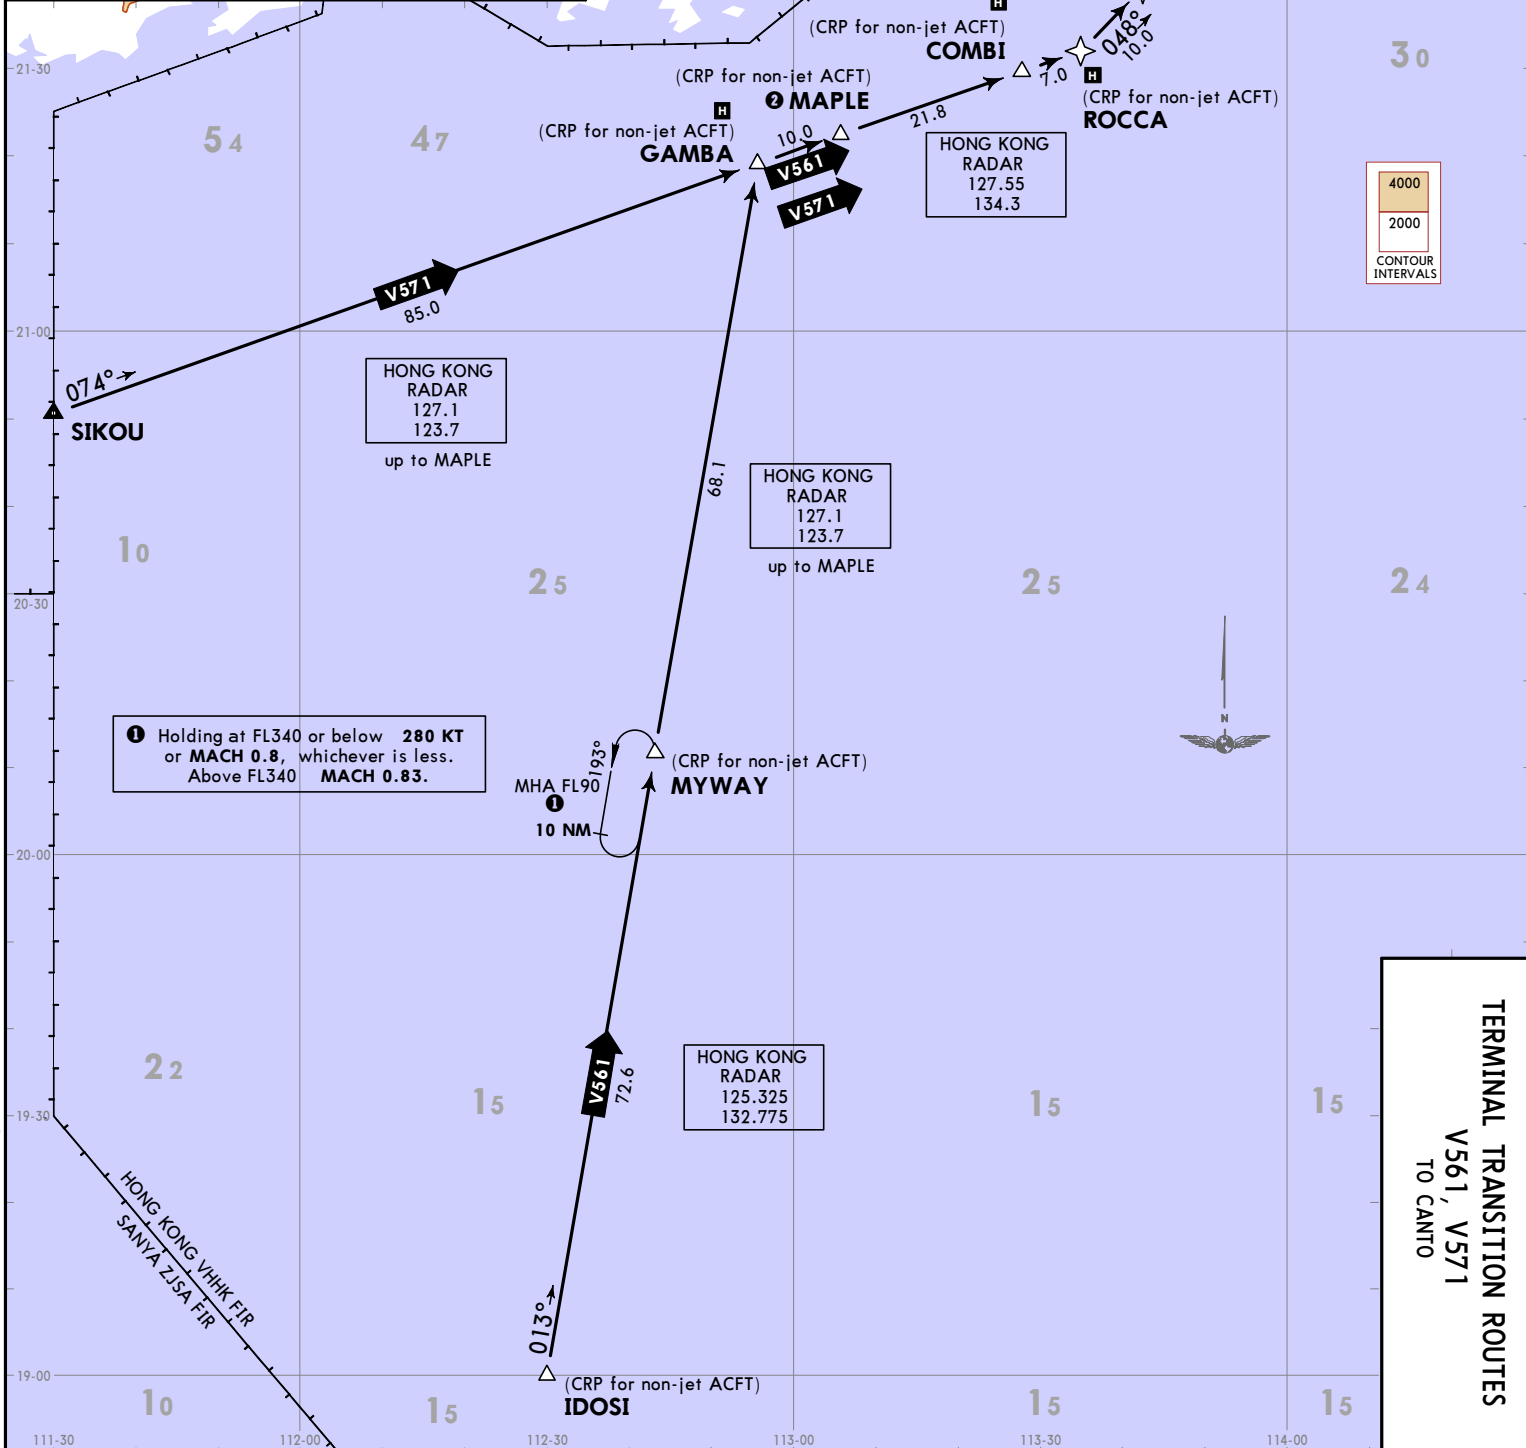 21-30
(CRP for non-jet ACFT)
COMBI
H
7.0
048°
10.0
H
(CRP for non-jet ACFT)
ROCCA
30
54
47
(CRP for non-jet ACFT)
2 MAPLE
H
(CRP for non-jet ACFT)
GAMBA
10.0
21.8
V561
V571
HONG KONG
RADAR
127.55
134.3
4000
2000
CONTOUR
INTERVALS
V571
85.0
21-00
074°
SIKOU
HONG KONG
RADAR
127.1
123.7
up to MAPLE
68.1
HONG KONG
RADAR
127.1
123.7
up to MAPLE
10
25
25
24
20-30
N
1 Holding at FL340 or below 280 KT
or MACH 0.8, whichever is less.
Above FL340 MACH 0.83.
193°
MHA FL90
1
10 NM
(CRP for non-jet ACFT)
MYWAY
20-00
V561
72.6
HONG KONG
RADAR
125.325
132.775
22
15
15
15
19-30
HONG KONG VHHK FIR
SANYA ZJSA FIR
013°
19-00
(CRP for non-jet ACFT)
IDOSI
10
15
15
15
111-30
112-00
112-30
113-00
113-30
114-00
TERMINAL TRANSITION ROUTES
V561, V571
TO CANTO